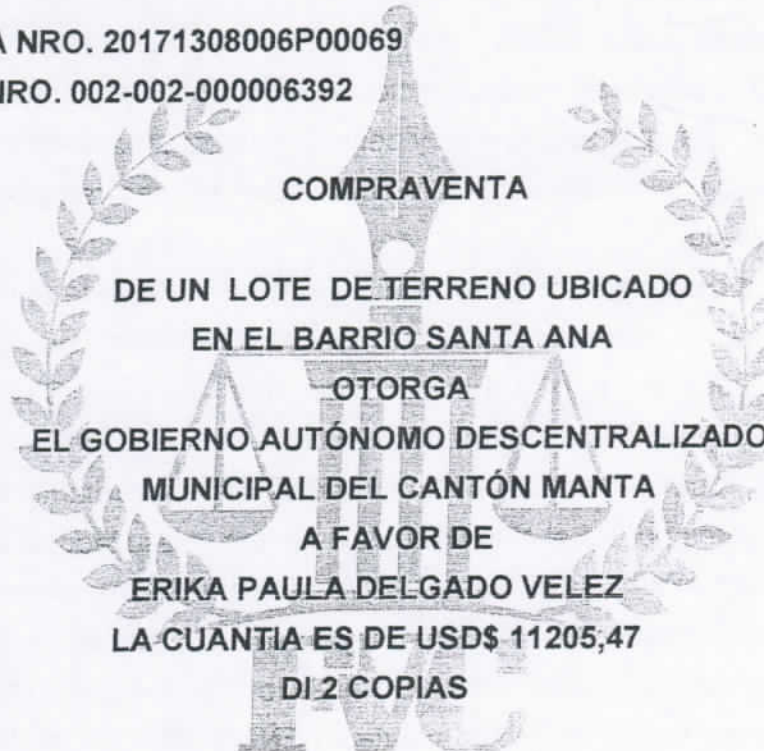 A NRO. 20171308006P00069
NRO. 002-002-000006392
COMPRAVENTA
DE UN LOTE DE TERRENO UBICADO
EN EL BARRIO SANTA ANA
OTORGA
EL GOBIERNO AUTÓNOMO DESCENTRALIZADO
MUNICIPAL DEL CANTÓN MANTA
A FAVOR DE
ERIKA PAULA DELGADO VELEZ
LA CUANTIA ES DE USD$ 11205,47
DI 2 COPIAS